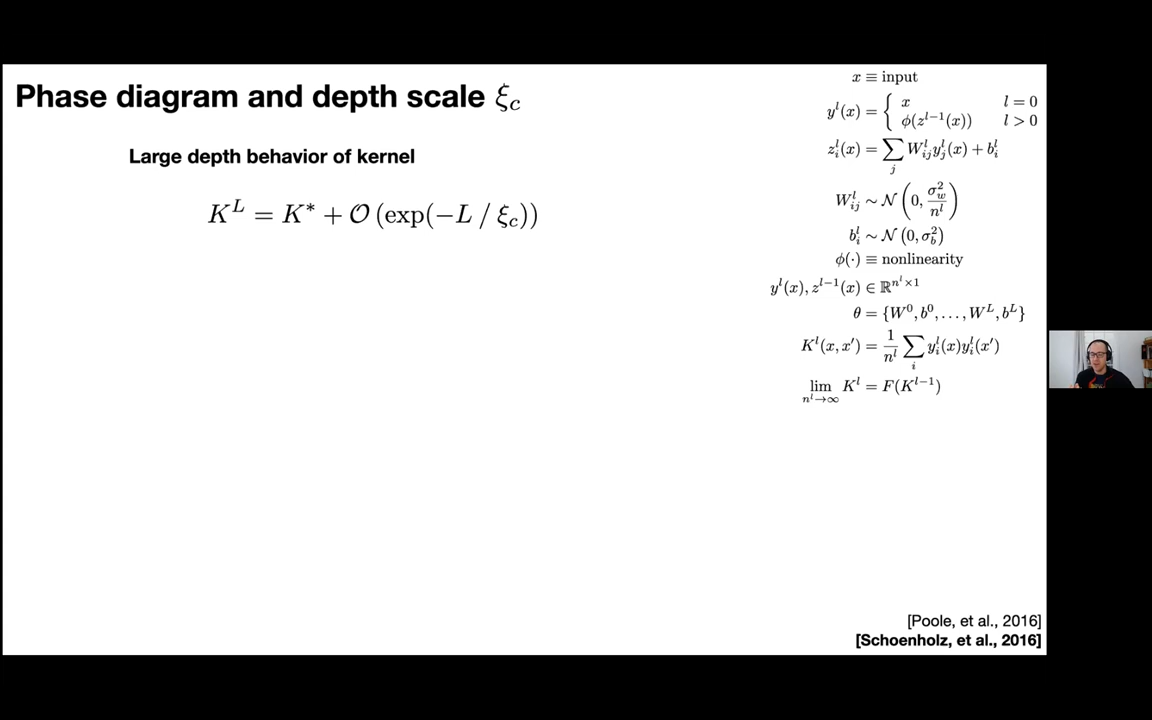 Phase diagram and depth scale ξ_c
Large depth behavior of kernel
K^L = K^* + 𝒪 (exp(−L / ξ_c))
x ≡ input
y^l(x) = { x l = 0
ϕ(z^{l−1}(x)) l > 0
z_i^l(x) = ∑_j W_{ij}^l y_j^l(x) + b_i^l
W_{ij}^l ∼ 𝒩 (0, σ_w^2 / n^l)
b_i^l ∼ 𝒩 (0, σ_b^2)
ϕ(·) ≡ nonlinearity
y^l(x), z^{l−1}(x) ∈ ℝ^{n^l×1}
θ = {W^0, b^0, . . . , W^L, b^L}
K^l(x, x′) = 1/n^l ∑_i y_i^l(x)y_i^l(x′)
lim_{n^l→∞} K^l = F(K^{l−1})
[Poole, et al., 2016]
[Schoenholz, et al., 2016]